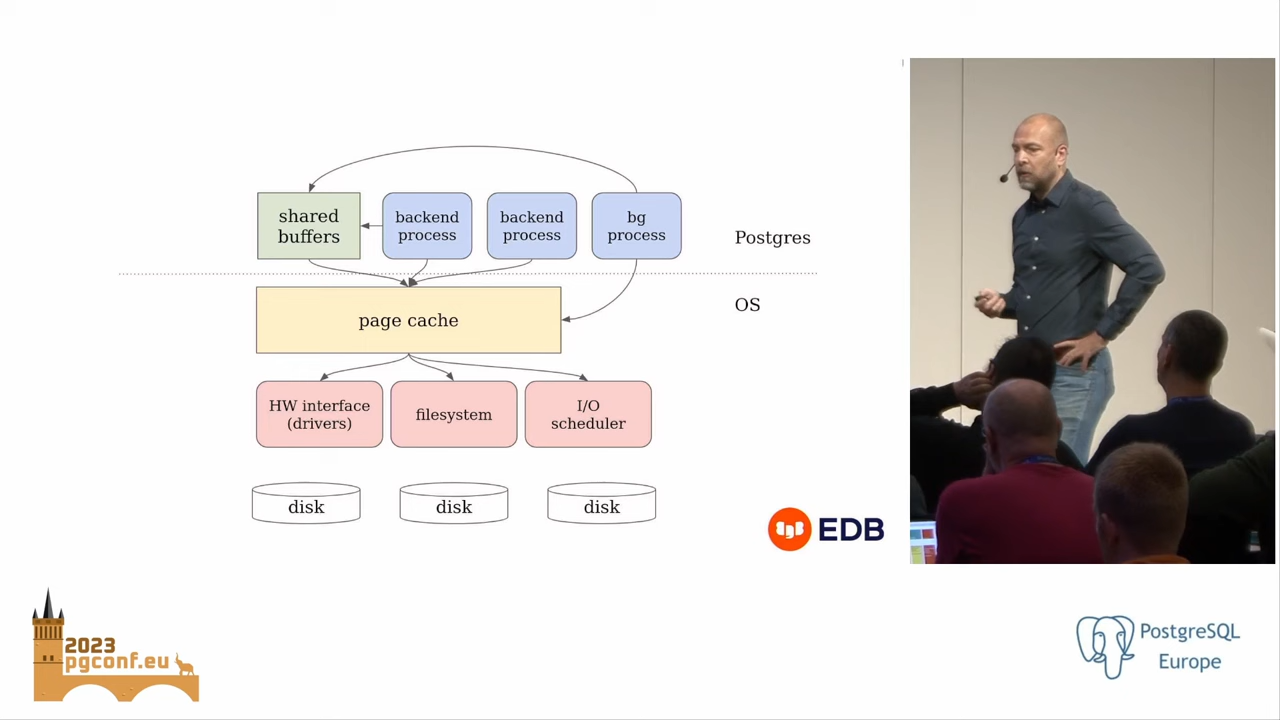 shared
buffers
backend
process
backend
process
bg
process
Postgres
OS
page cache
HW interface
(drivers)
filesystem
I/O
scheduler
disk
disk
disk
EDB
2023
pgconf.eu
PostgreSQL
Europe